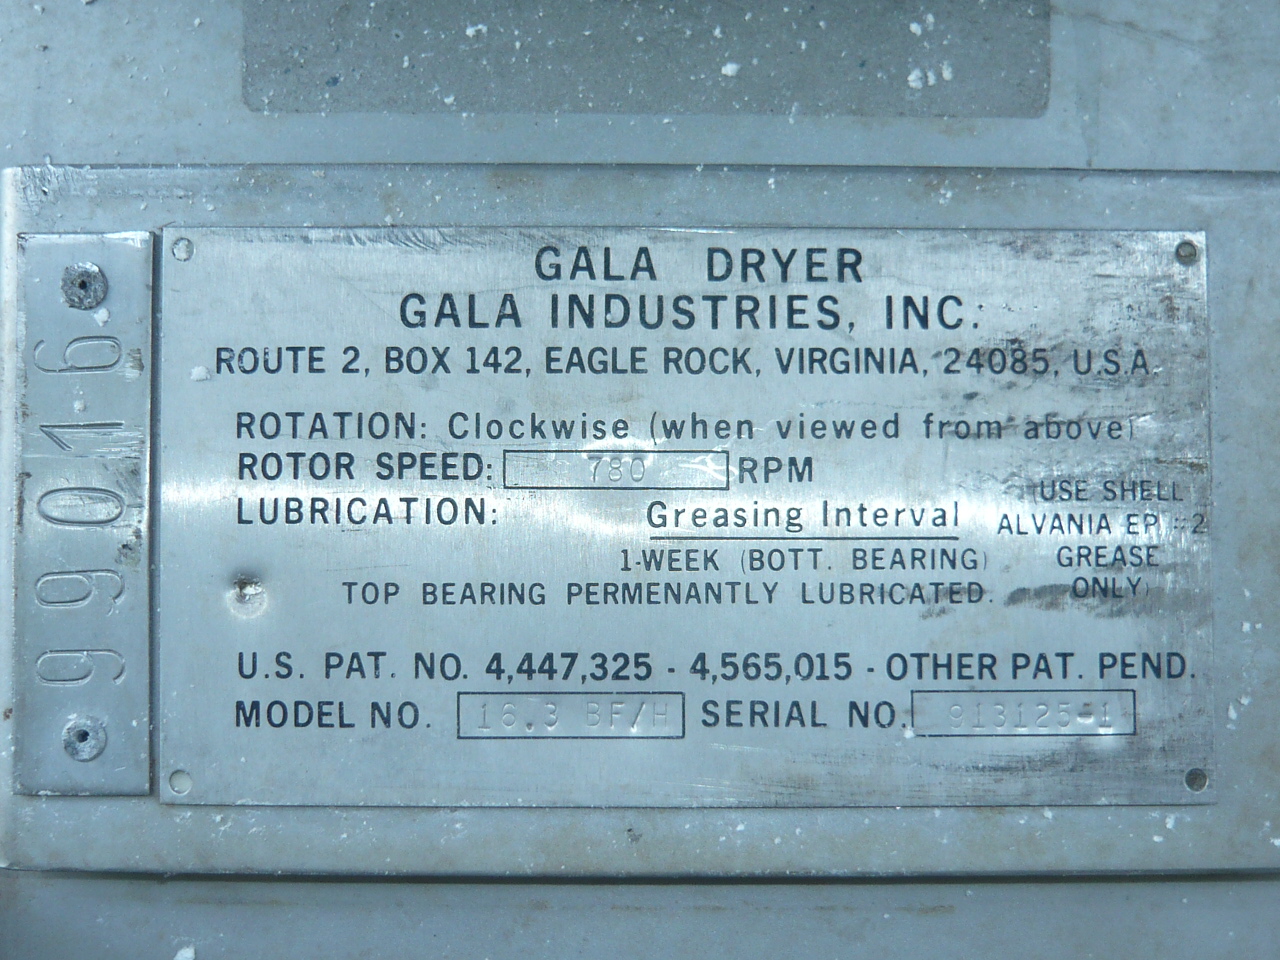 GALA DRYER
GALA INDUSTRIES, INC.
ROUTE 2, BOX 142, EAGLE ROCK, VIRGINIA, 24085, U.S.A.
ROTATION: Clockwise (when viewed from above)
ROTOR SPEED: 780 RPM
LUBRICATION: Greasing Interval
1-WEEK (BOTT. BEARING)
TOP BEARING PERMENANTLY LUBRICATED.
USE SHELL
ALVANIA EP #2
GREASE
ONLY)
U.S. PAT. NO. 4,447,325 - 4,565,015 - OTHER PAT. PEND.
MODEL NO. 16.3 BF/H SERIAL NO. 913125-1
99016